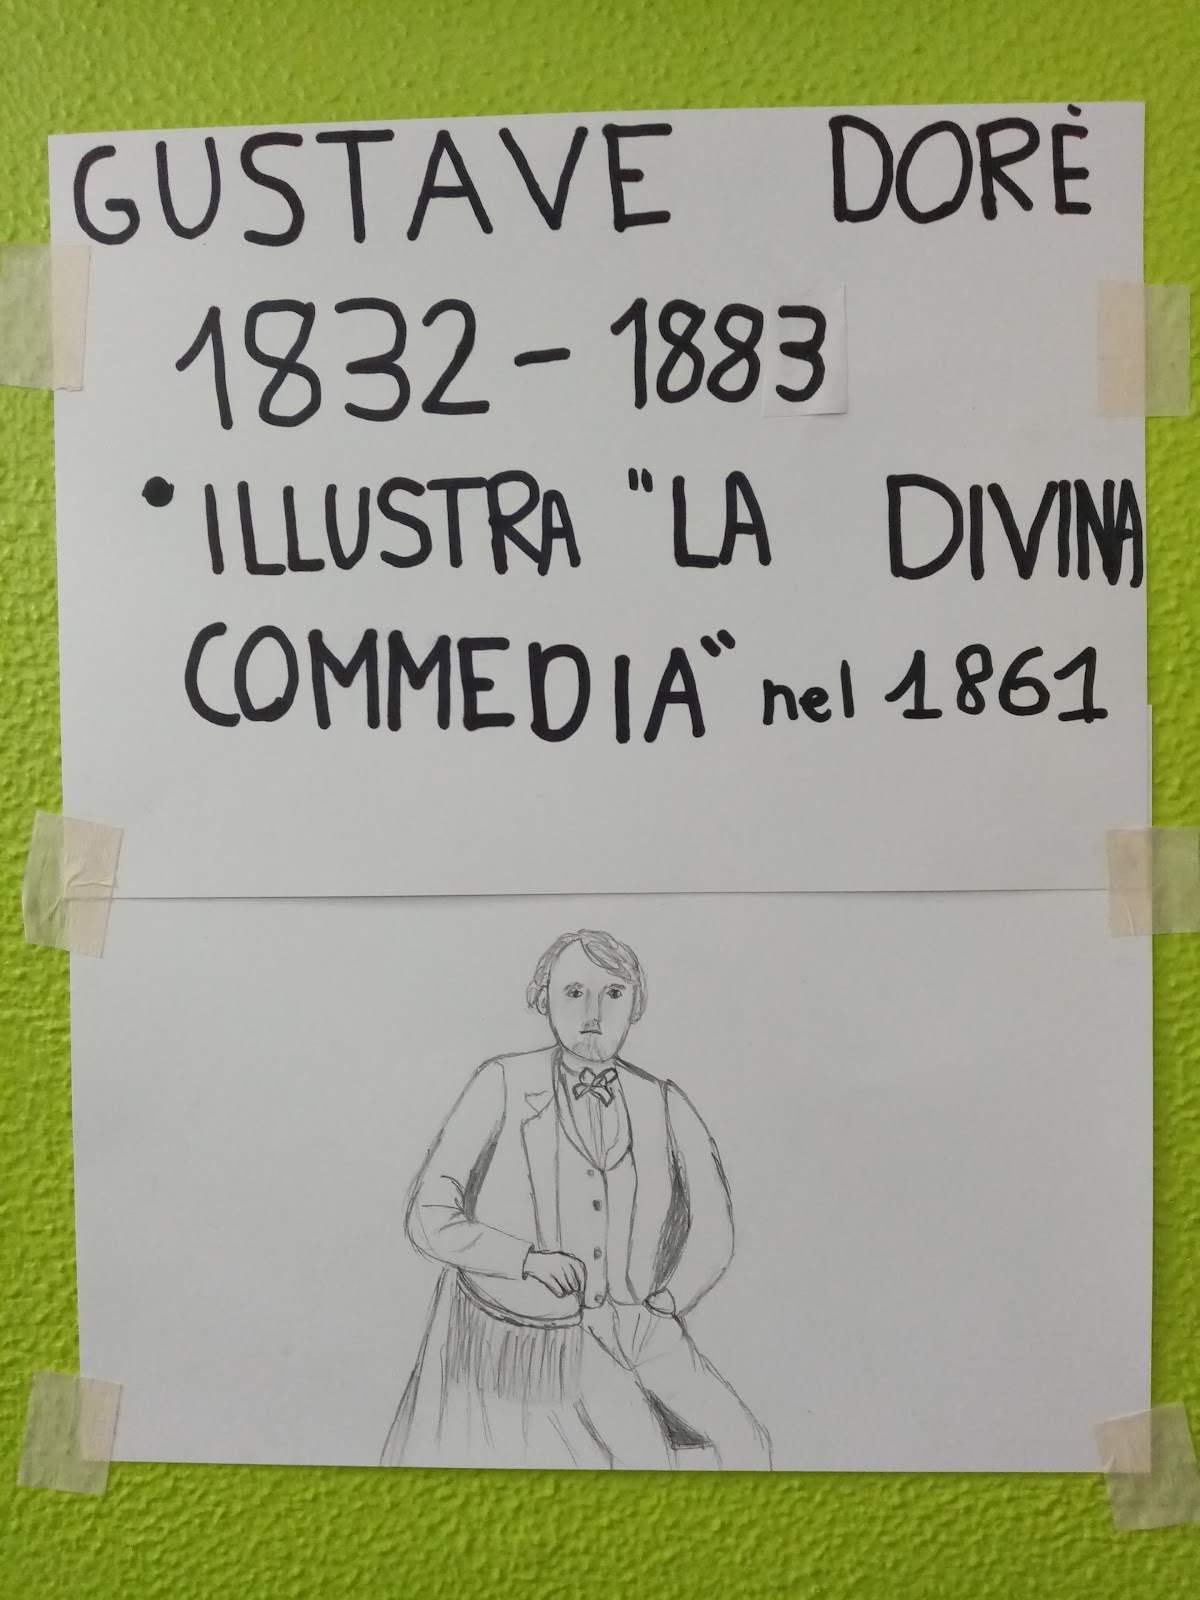 GUSTAVE DORÈ
1832-1883
• ILLUSTRA "LA DIVINA
COMMEDIA" nel 1861